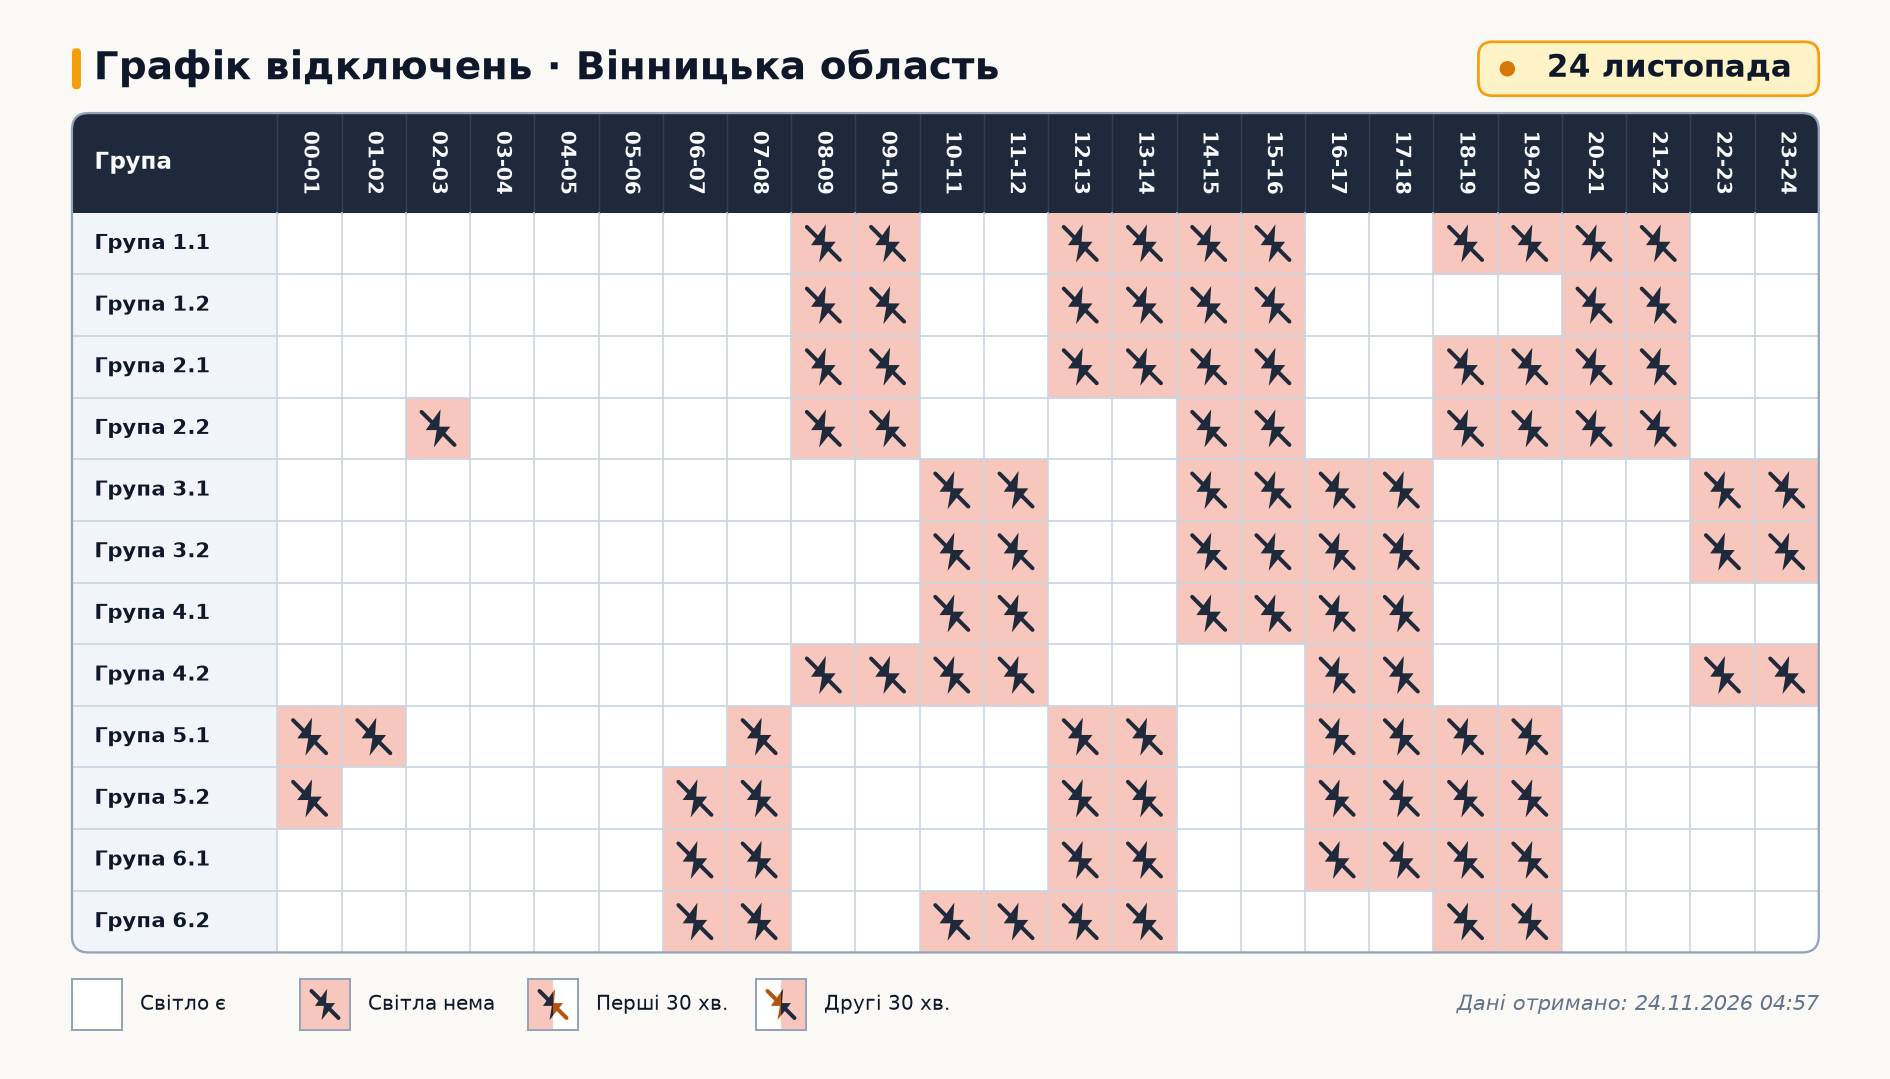 Графік відключень · Вінницька область
24 листопада
Група 00-01 01-02 02-03 03-04 04-05 05-06 06-07 07-08 08-09 09-10 10-11 11-12 12-13 13-14 14-15 15-16 16-17 17-18 18-19 19-20 20-21 21-22 22-23 23-24
Група 1.1
Група 1.2
Група 2.1
Група 2.2
Група 3.1
Група 3.2
Група 4.1
Група 4.2
Група 5.1
Група 5.2
Група 6.1
Група 6.2
Світло є Світла нема Перші 30 хв. Другі 30 хв.
Дані отримано: 24.11.2026 04:57